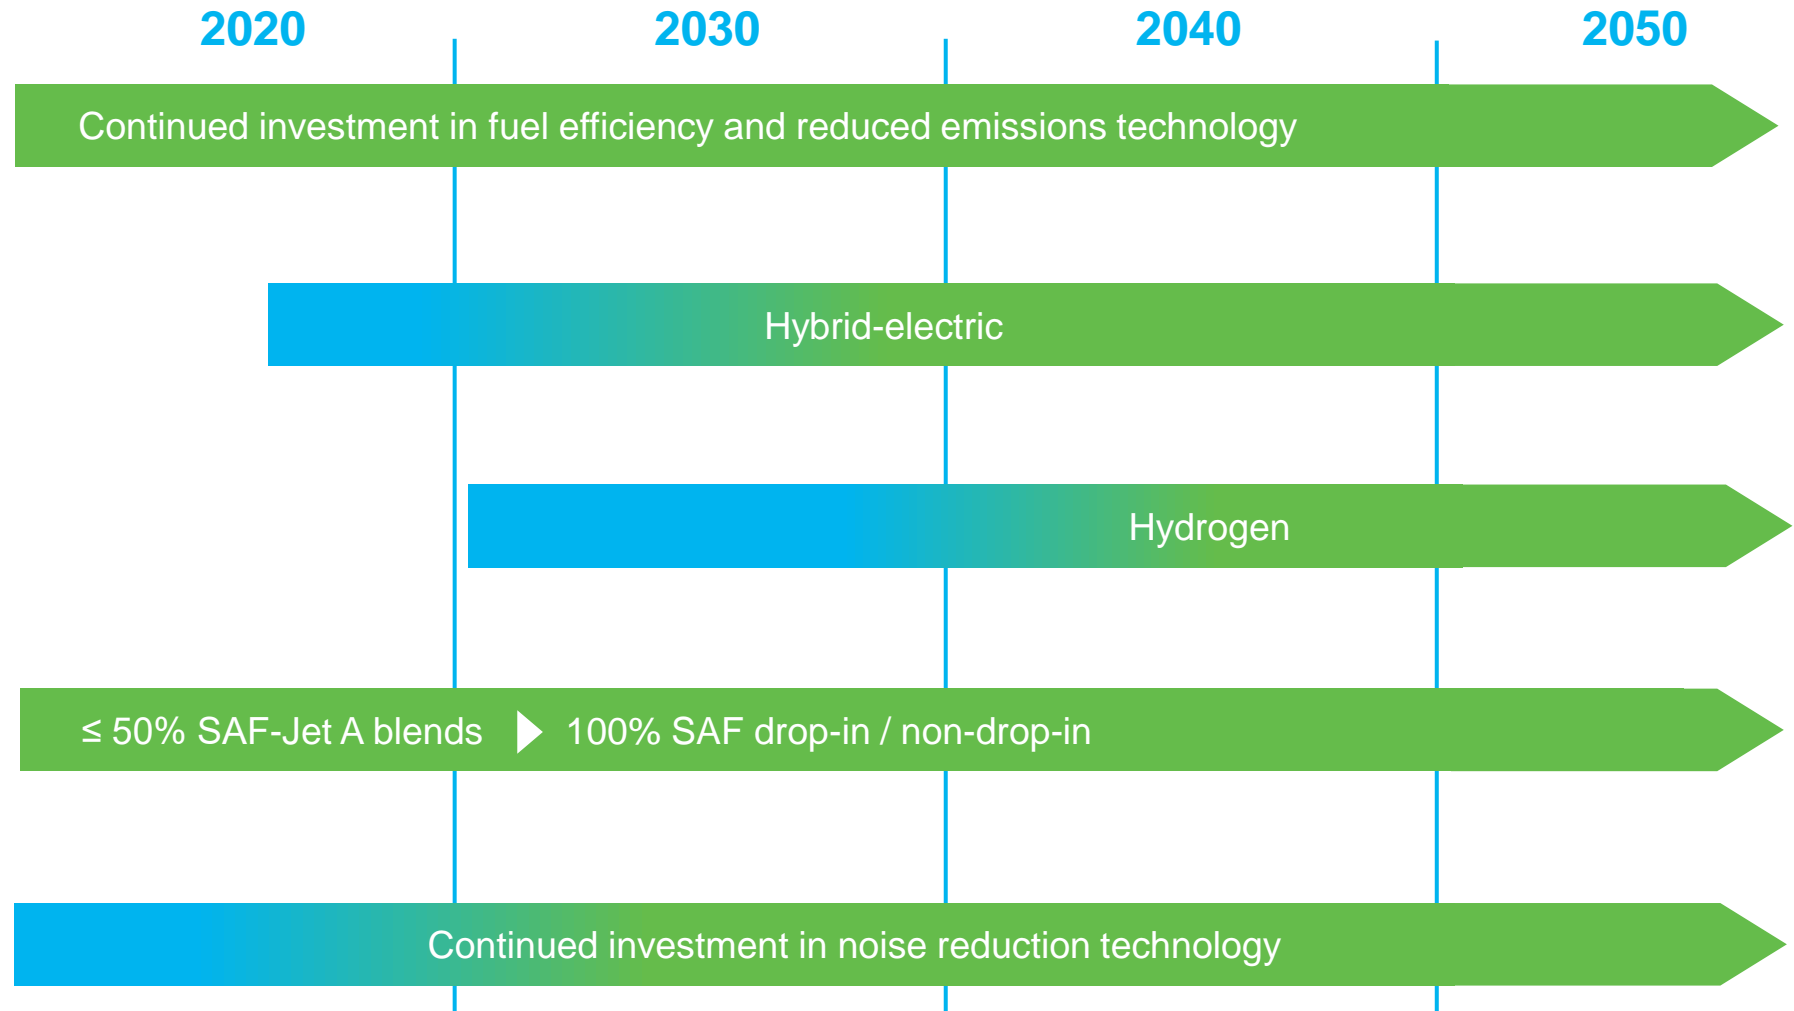 2020 2030 2040 2050
Continued investment in fuel efficiency and reduced emissions technology
Hybrid-electric
Hydrogen
≤ 50% SAF-Jet A blends 100% SAF drop-in / non-drop-in
Continued investment in noise reduction technology